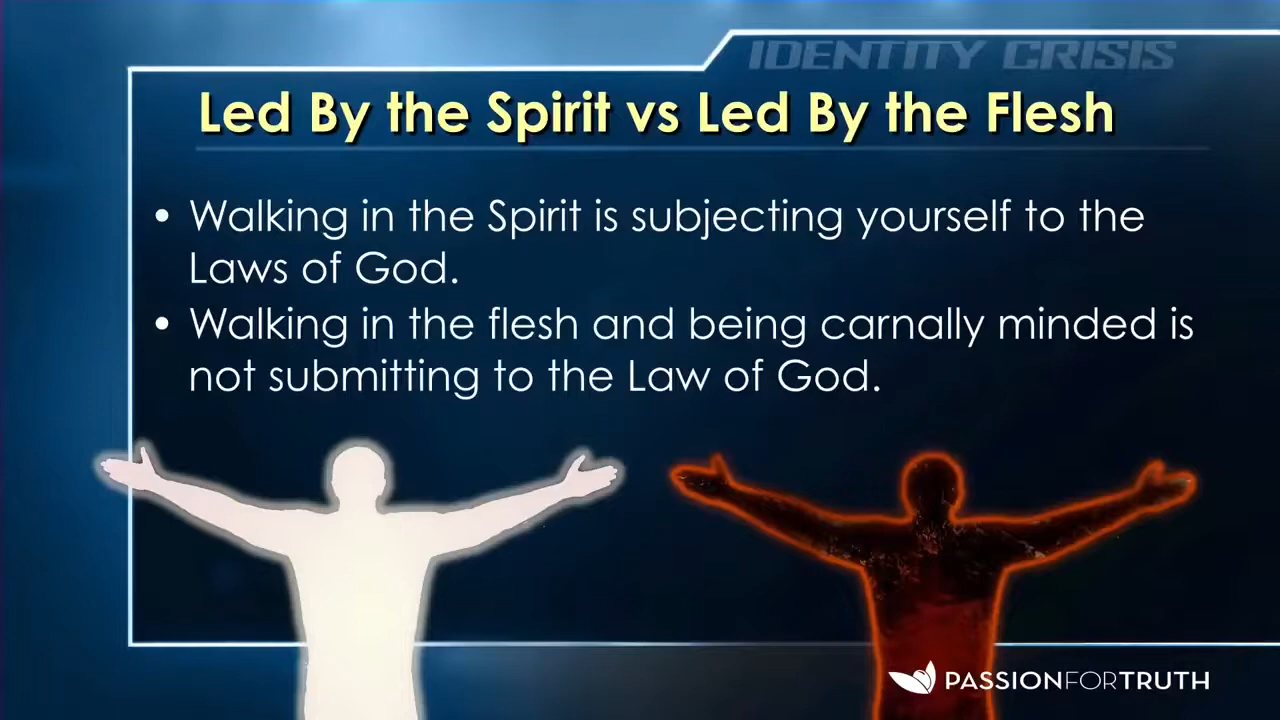 IDENTITY CRISIS
Led By the Spirit vs Led By the Flesh
• Walking in the Spirit is subjecting yourself to the
Laws of God.
• Walking in the flesh and being carnally minded is
not submitting to the Law of God.
PASSIONFORTRUTH